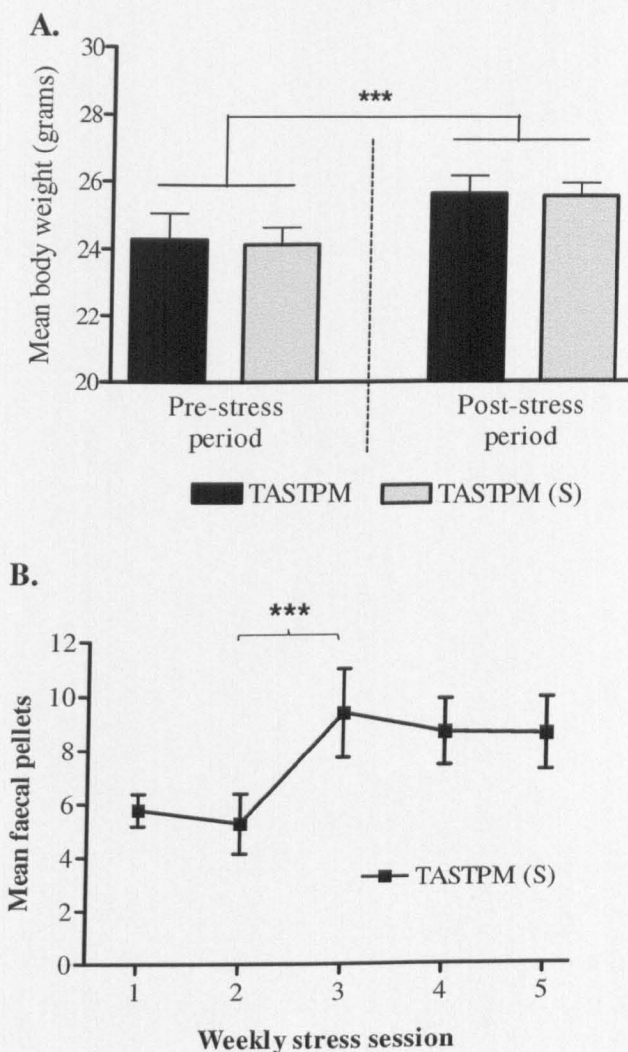 A.
Mean body weight (grams)
30
28
26
24
22
20
***
Pre-stress
period
Post-stress
period
TASTPM
TASTPM (S)
B.
Mean faecal pellets
12
10
8
6
4
2
0
***
TASTPM (S)
1 2 3 4 5
Weekly stress session